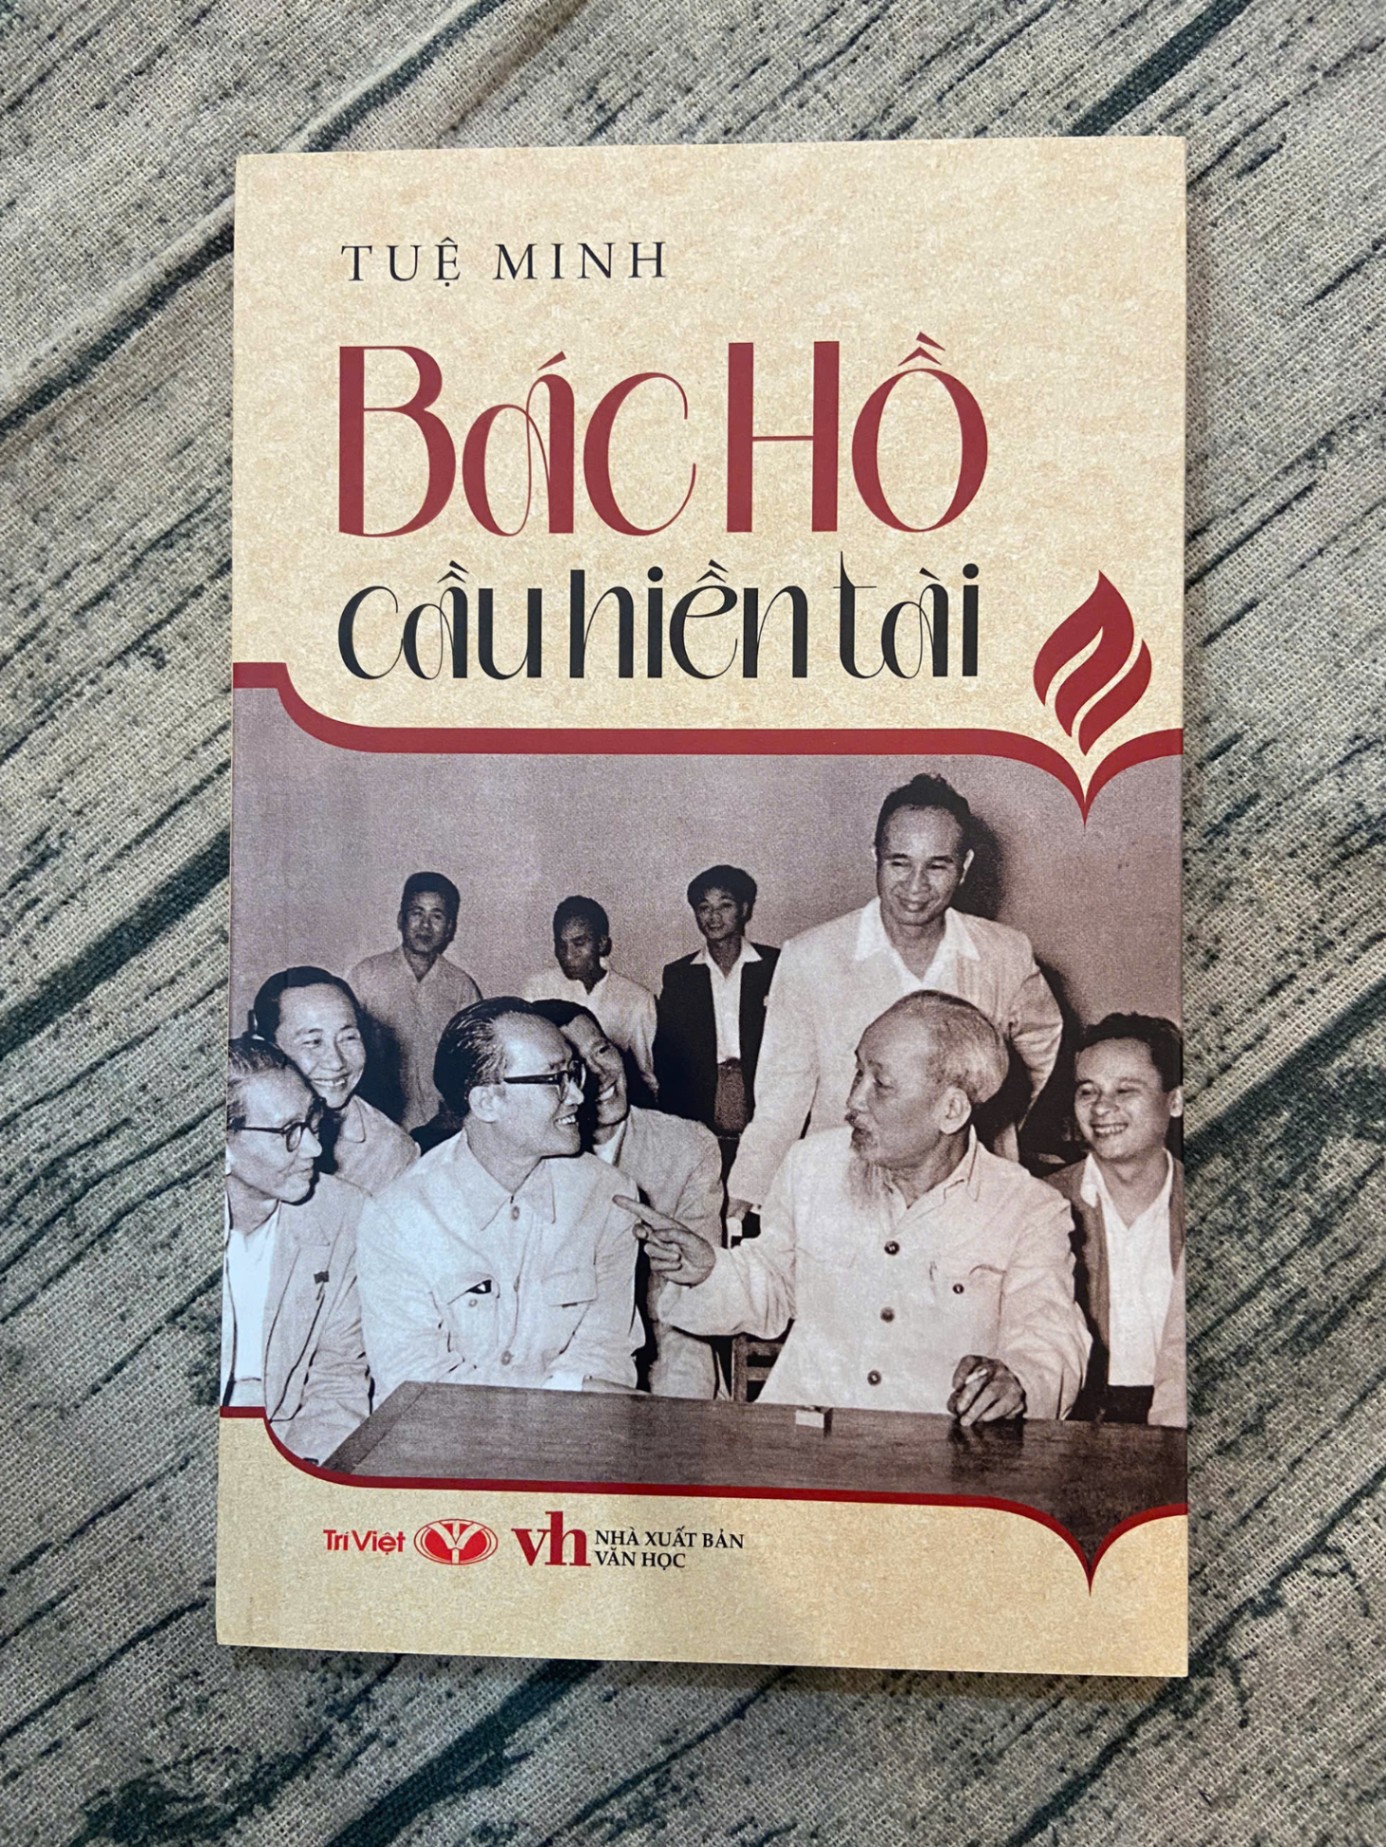 TUỆ MINH
BÁC HỒ
cầu hiền tài
Trí Việt
vh
NHÀ XUẤT BẢN
VĂN HỌC